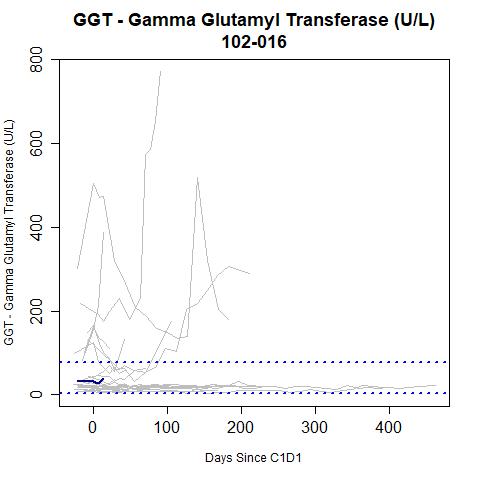 GGT - Gamma Glutamyl Transferase (U/L)
102-016
GGT - Gamma Glutamyl Transferase (U/L)
800
600
400
200
0
0 100 200 300 400
Days Since C1D1